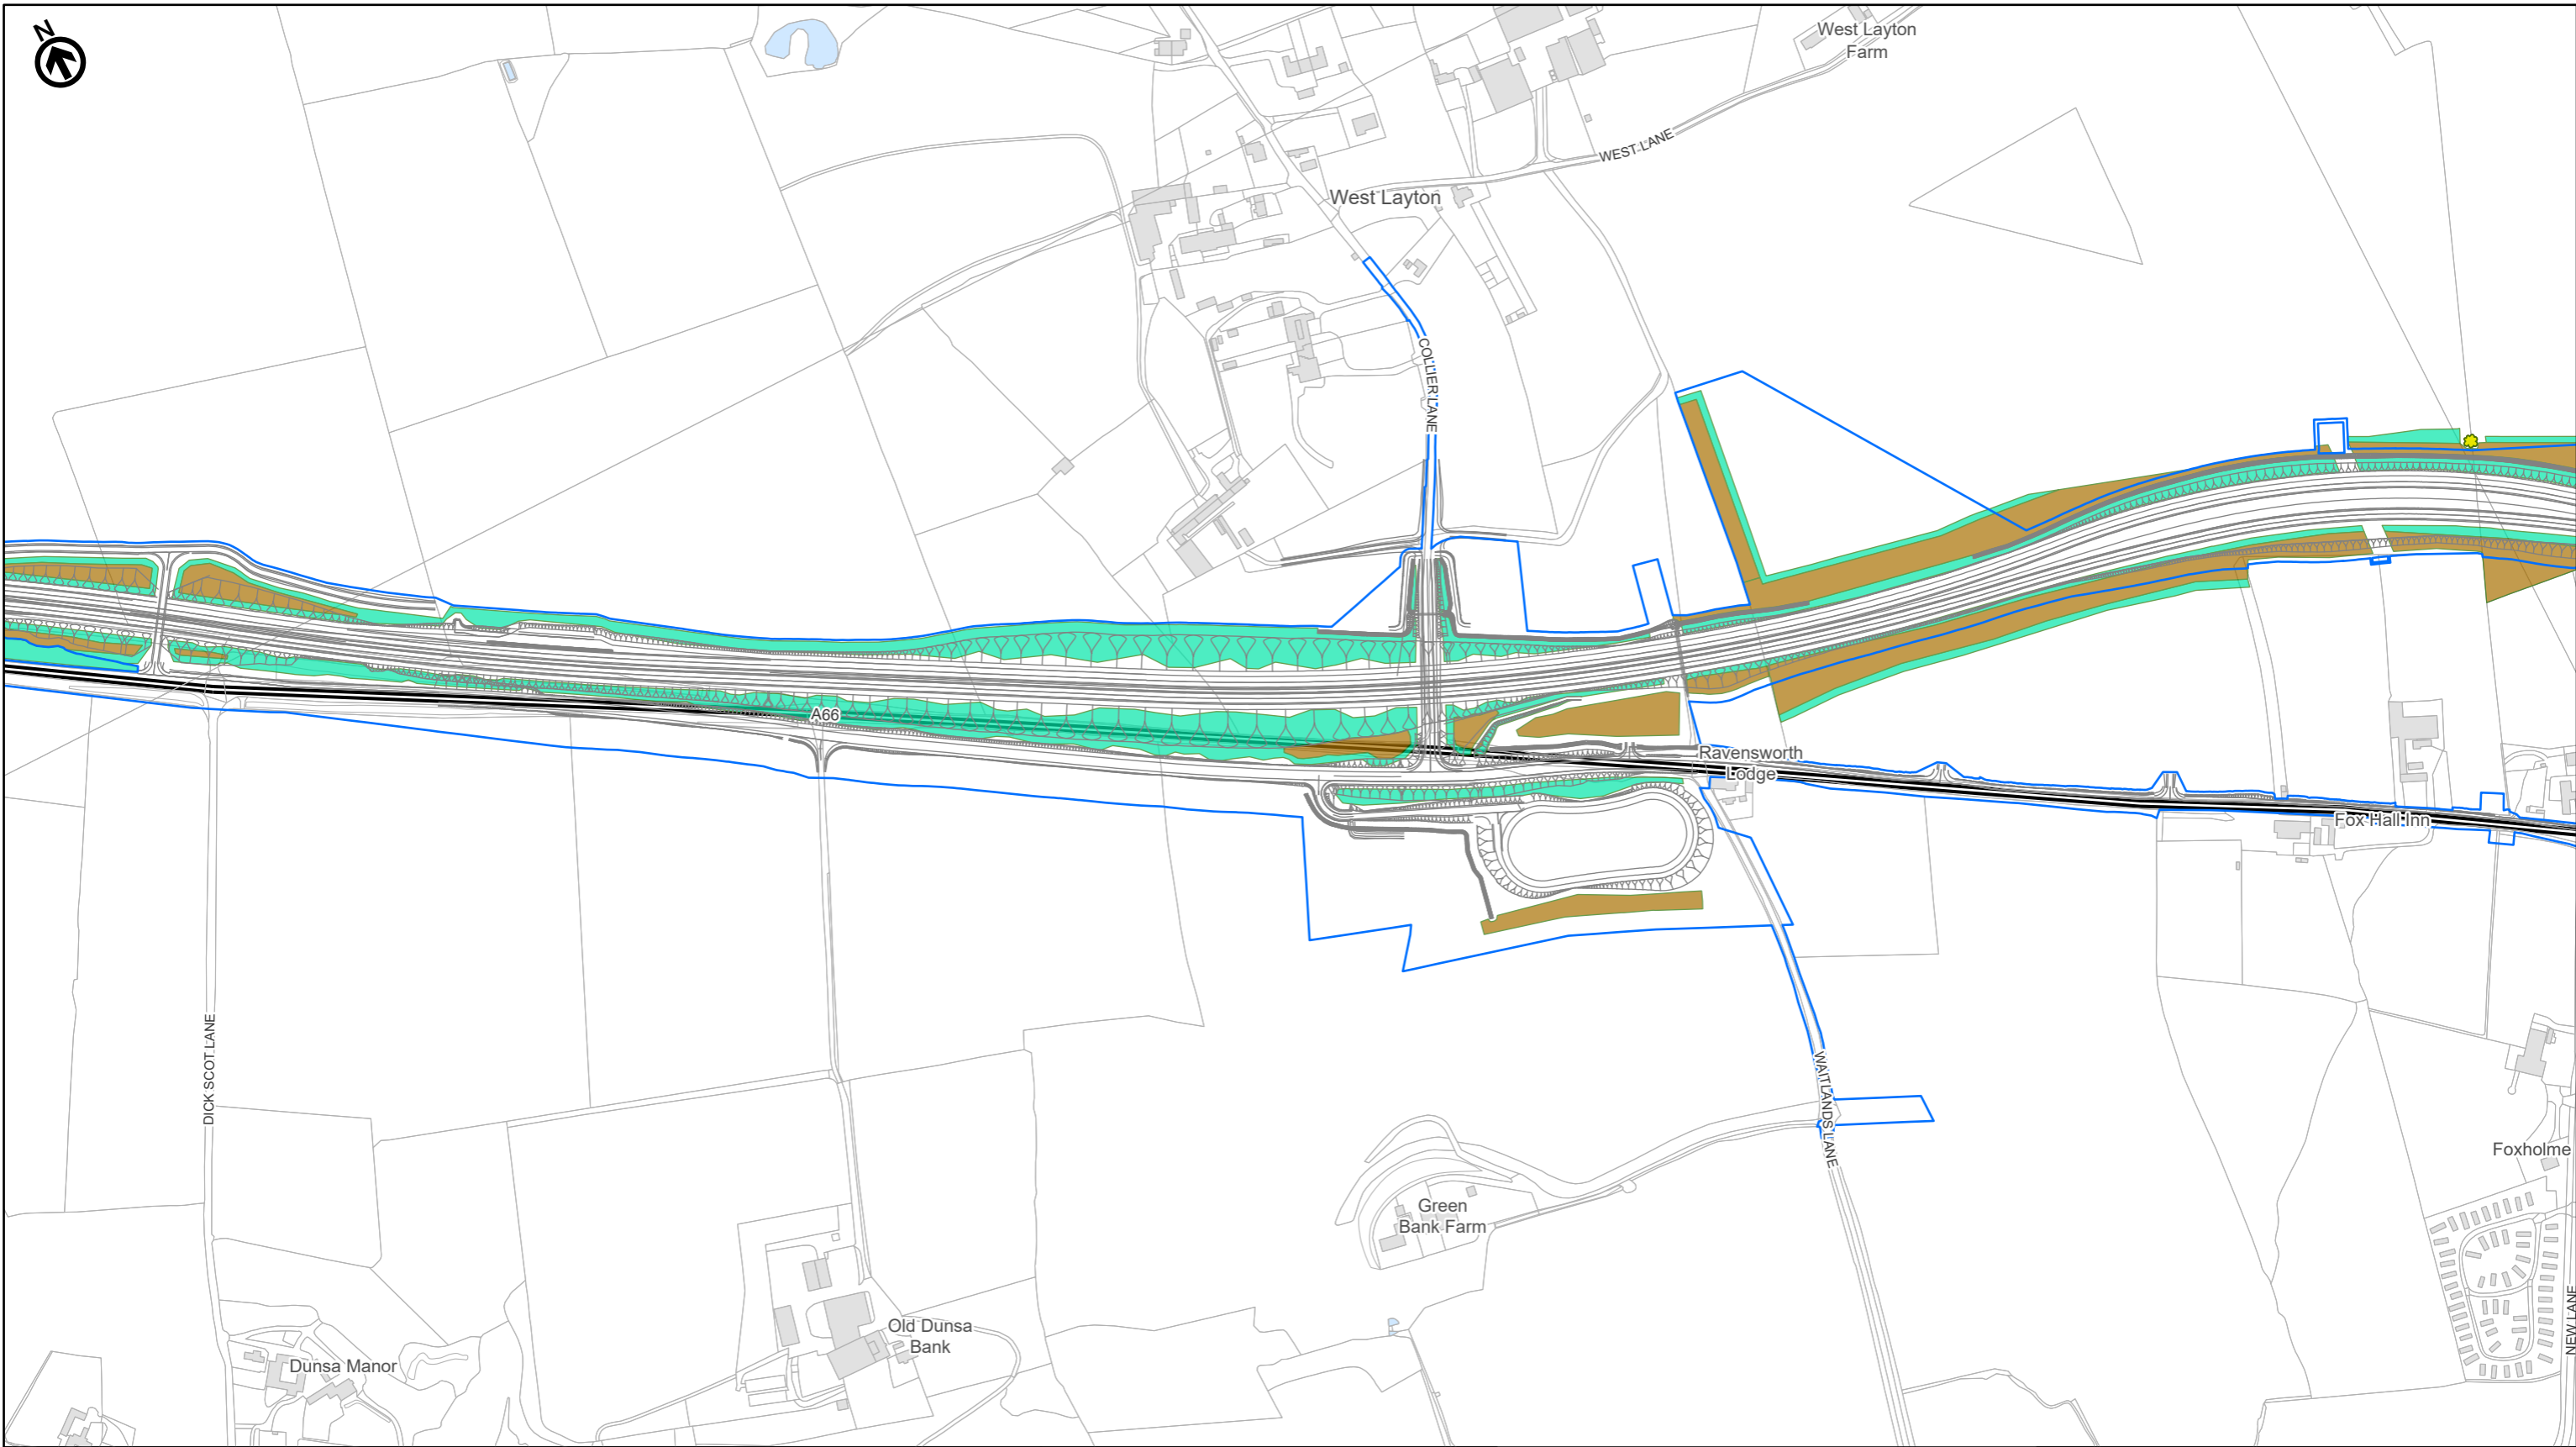 N
West Layton
Farm
WEST LANE
West Layton
COLLIER LANE
A66
Ravensworth
Lodge
Fox Hall Inn
DICK SCOT LANE
WAITLANDS LANE
Foxholme
Green
Bank Farm
Old Dunsa
Bank
Dunsa Manor
NEW LANE